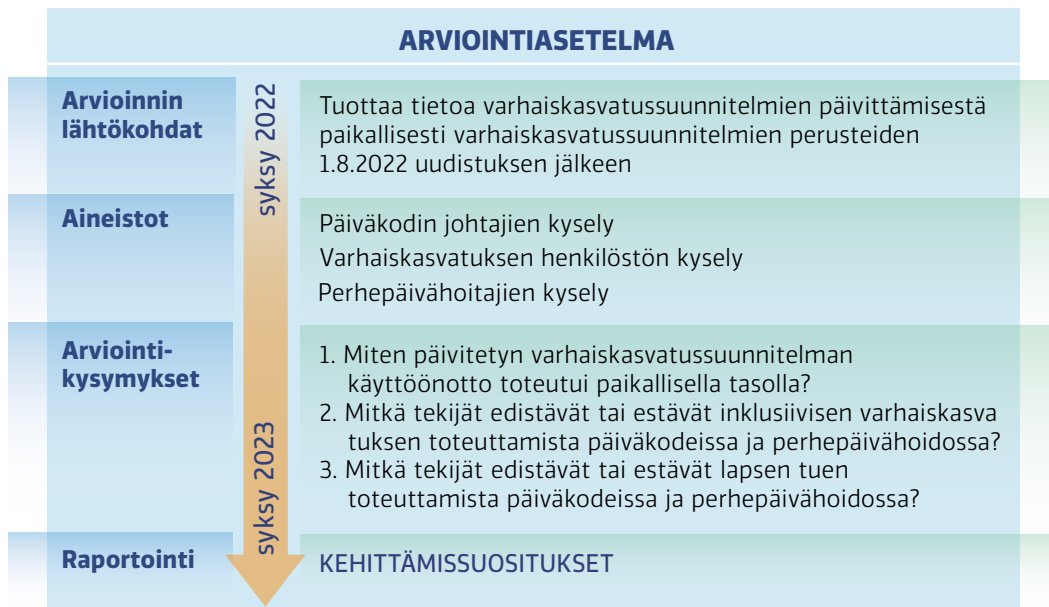 ARVIOINTIASETELMA
Arvioinnin
lähtökohdat
syksy 2022
Tuottaa tietoa varhaiskasvatussuunnitelmien päivittämisestä
paikallisesti varhaiskasvatussuunnitelmien perusteiden
1.8.2022 uudistuksen jälkeen
Aineistot
Päiväkodin johtajien kysely
Varhaiskasvatuksen henkilöstön kysely
Perhepäivähoitajien kysely
Arviointi-
kysymykset
1. Miten päivitetyn varhaiskasvatussuunnitelman
käyttöönotto toteutui paikallisella tasolla?
2. Mitkä tekijät edistävät tai estävät inklusiivisen varhaiskasva
tuksen toteuttamista päiväkodeissa ja perhepäivähoidossa?
3. Mitkä tekijät edistävät tai estävät lapsen tuen
toteuttamista päiväkodeissa ja perhepäivähoidossa?
syksy 2023
Raportointi
KEHITTÄMISSUOSITUKSET